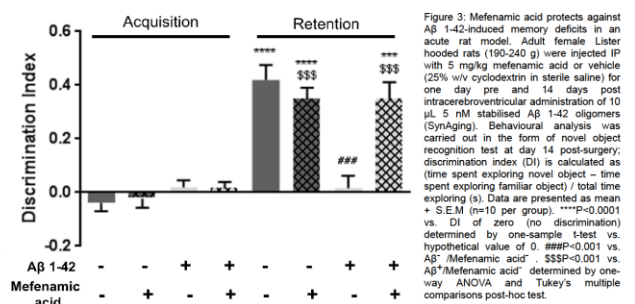 Acquisition Retention
Discrimination Index
0.6
0.4
0.2
0.0
-0.2
**** **** ***
$$$ $$$
###
Aβ 1-42 - - + + - - + +
Mefenamic
acid - + - + - + - +
Figure 3: Mefenamic acid protects against
Aβ 1-42-induced memory deficits in an
acute rat model. Adult female Lister
hooded rats (190-240 g) were injected IP
with 5 mg/kg mefenamic acid or vehicle
(25% w/v cyclodextrin in sterile saline) for
one day pre and 14 days post
intracerebroventricular administration of 10
µL 5 nM stabilised Aβ 1-42 oligomers
(SynAging). Behavioural analysis was
carried out in the form of novel object
recognition test at day 14 post-surgery;
discrimination index (DI) is calculated as
(time spent exploring novel object – time
spent exploring familiar object) / total time
exploring (s). Data are presented as mean
+ S.E.M (n=10 per group). ****P<0.0001
vs. DI of zero (no discrimination)
determined by one-sample t-test vs.
hypothetical value of 0. ###P<0.001 vs.
Aβ⁻ /Mefenamic acid⁻ . $$$P<0.001 vs.
Aβ⁺/Mefenamic acid⁻ determined by one-
way ANOVA and Tukey's multiple
comparisons post-hoc test.